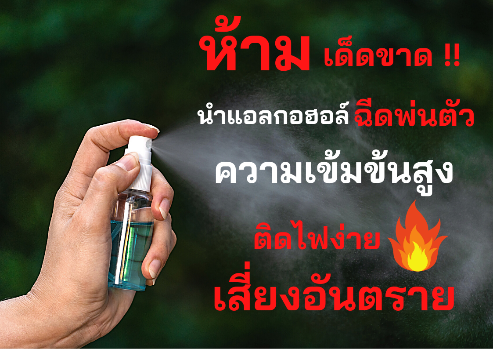 ห้าม เด็ดขาด !!
นำแอลกอฮอล์ ฉีดพ่นตัว
ความเข้มข้นสูง
ติดไฟง่าย
เสี่ยงอันตราย